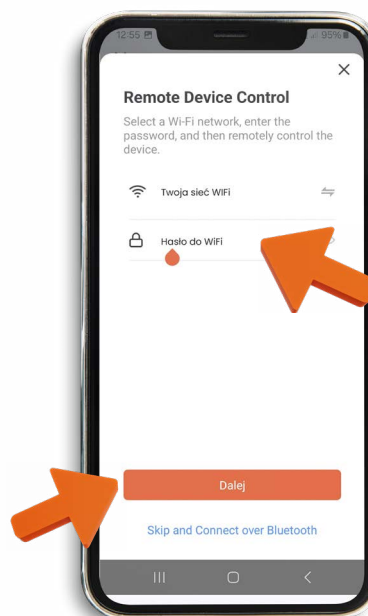 12:55
95%
Remote Device Control
Select a Wi-Fi network, enter the
password, and then remotely control the
device.
Twoja sieć WIFi
Hasło do WiFi
Dalej
Skip and Connect over Bluetooth